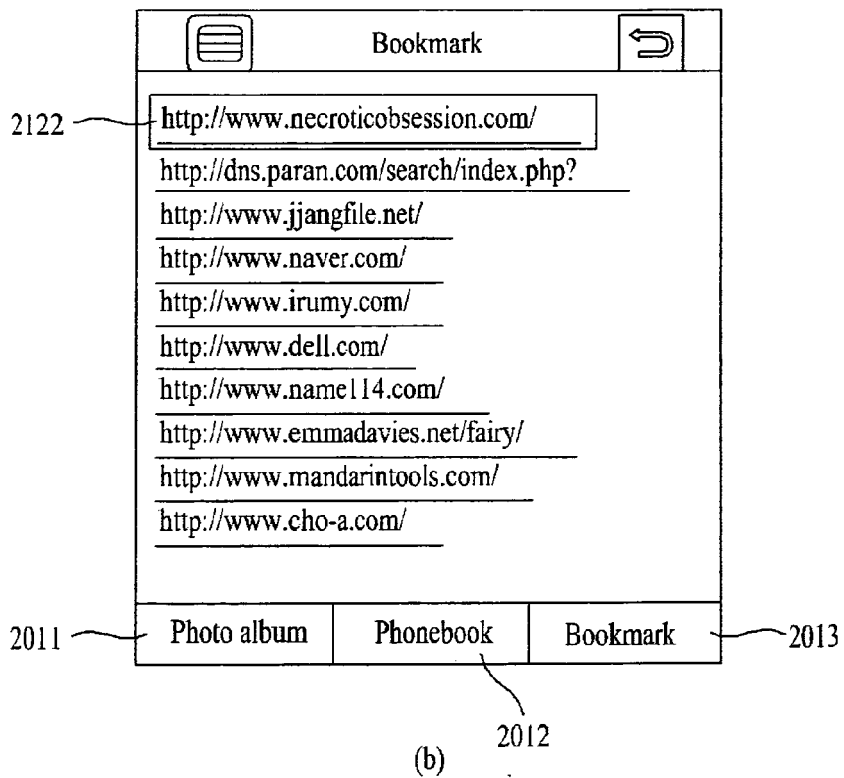 Bookmark
2122
http://www.necroticobsession.com/
http://dns.paran.com/search/index.php?
http://www.jjangfile.net/
http://www.naver.com/
http://www.irumy.com/
http://www.dell.com/
http://www.name114.com/
http://www.emmadavies.net/fairy/
http://www.mandarintools.com/
http://www.cho-a.com/
2011 Photo album Phonebook Bookmark 2013
2012
(b)